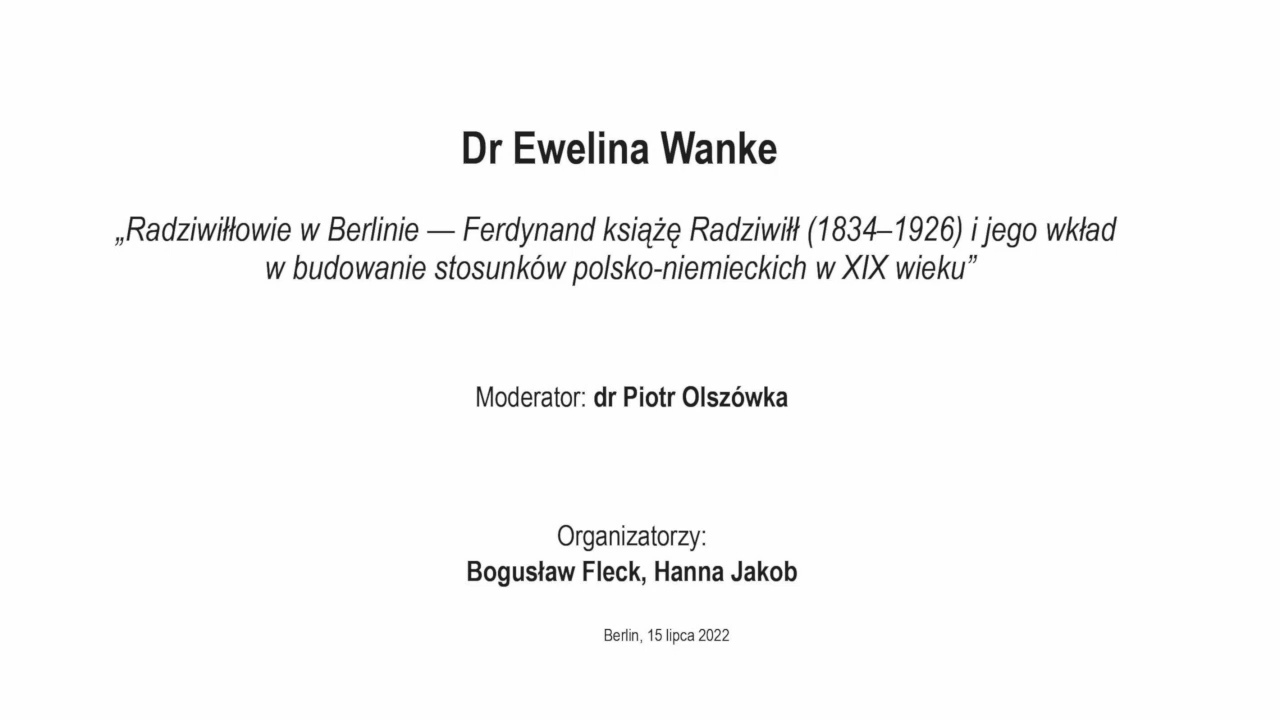 Dr Ewelina Wanke
„Radziwiłłowie w Berlinie — Ferdynand książę Radziwiłł (1834–1926) i jego wkład
w budowanie stosunków polsko-niemieckich w XIX wieku”
Moderator: dr Piotr Olszówka
Organizatorzy:
Bogusław Fleck, Hanna Jakob
Berlin, 15 lipca 2022